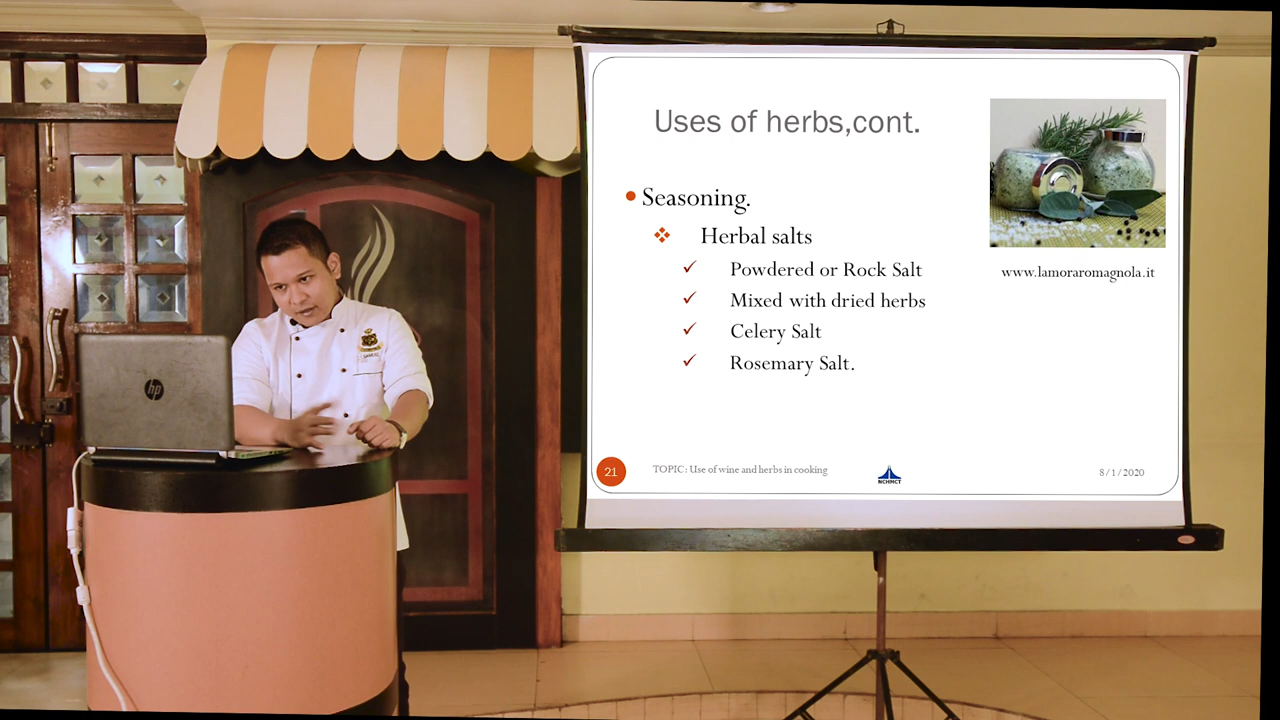 Uses of herbs,cont.
Seasoning.
Herbal salts
Powdered or Rock Salt
Mixed with dried herbs
Celery Salt
Rosemary Salt.
www.lamoraromagnola.it
21
TOPIC: Use of wine and herbs in cooking
NCHMCT
8/1/2020
hp